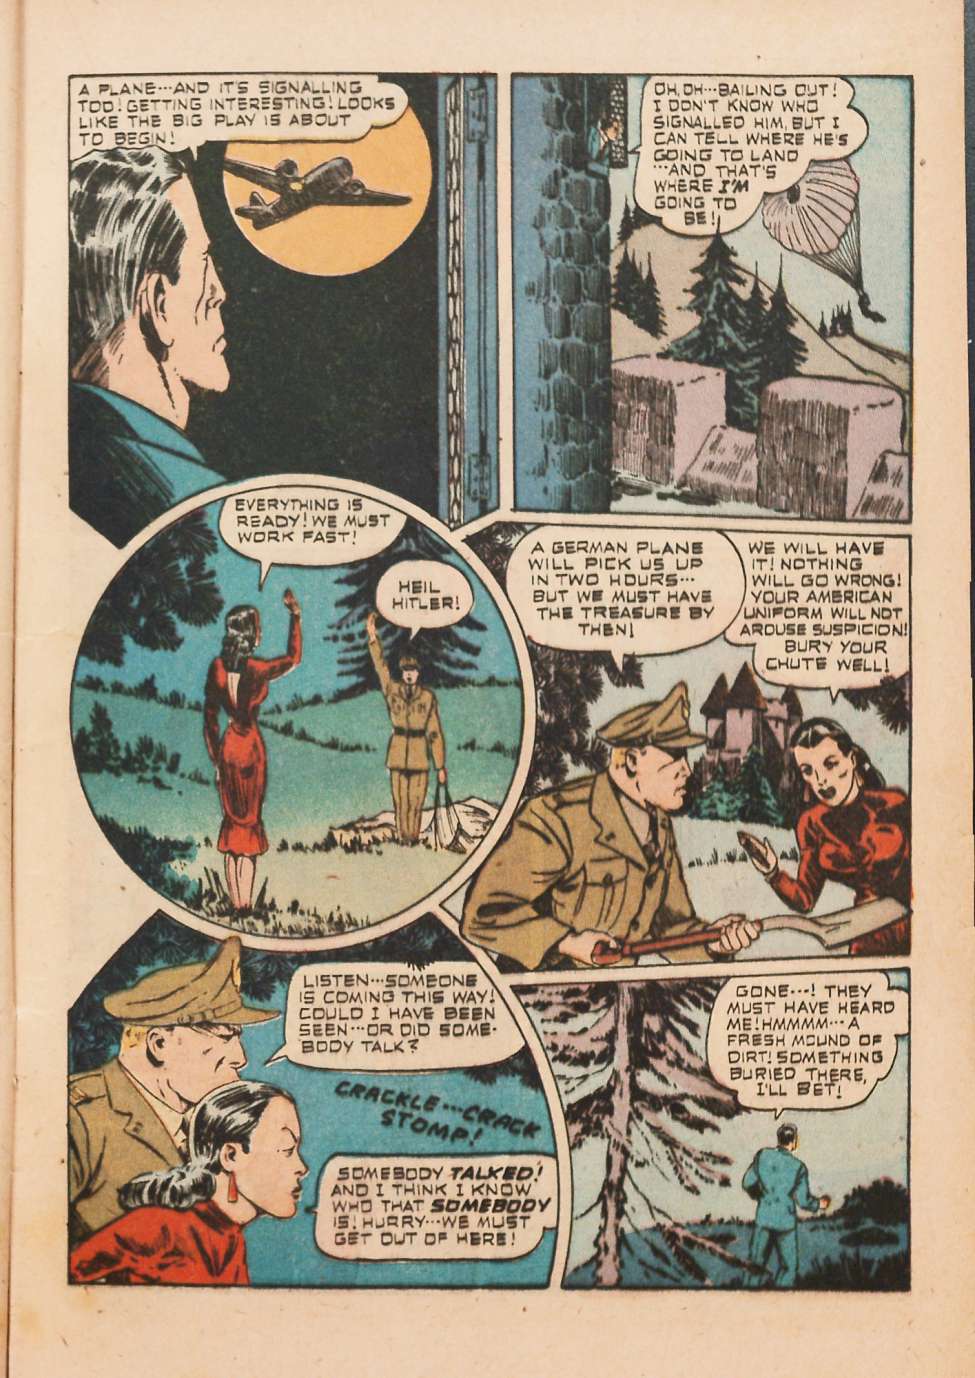 A PLANE---AND IT'S SIGNALLING
TOO! GETTING INTERESTING! LOOKS
LIKE THE BIG PLAY IS ABOUT
TO BEGIN!
OH, OH---BAILING OUT!
I DON'T KNOW WHO
SIGNALLED HIM, BUT I
CAN TELL WHERE HE'S
GOING TO LAND
---AND THAT'S
WHERE I'M
GOING TO
BE!
EVERYTHING IS
READY! WE MUST
WORK FAST!
HEIL
HITLER!
A GERMAN PLANE
WILL PICK US UP
IN TWO HOURS---
BUT WE MUST HAVE
THE TREASURE BY
THEN!
WE WILL HAVE
IT! NOTHING
WILL GO WRONG!
YOUR AMERICAN
UNIFORM WILL NOT
AROUSE SUSPICION!
BURY YOUR
CHUTE WELL!
LISTEN---SOMEONE
IS COMING THIS WAY!
COULD I HAVE BEEN
SEEN---OR DID SOME-
BODY TALK?
CRACKLE---CRACK
STOMP!
SOMEBODY TALKED!
AND I THINK I KNOW
WHO THAT SOMEBODY
IS! HURRY---WE MUST
GET OUT OF HERE!
GONE---! THEY
MUST HAVE HEARD
ME! HMMMM---A
FRESH MOUND OF
DIRT! SOMETHING
BURIED THERE,
I'LL BET!